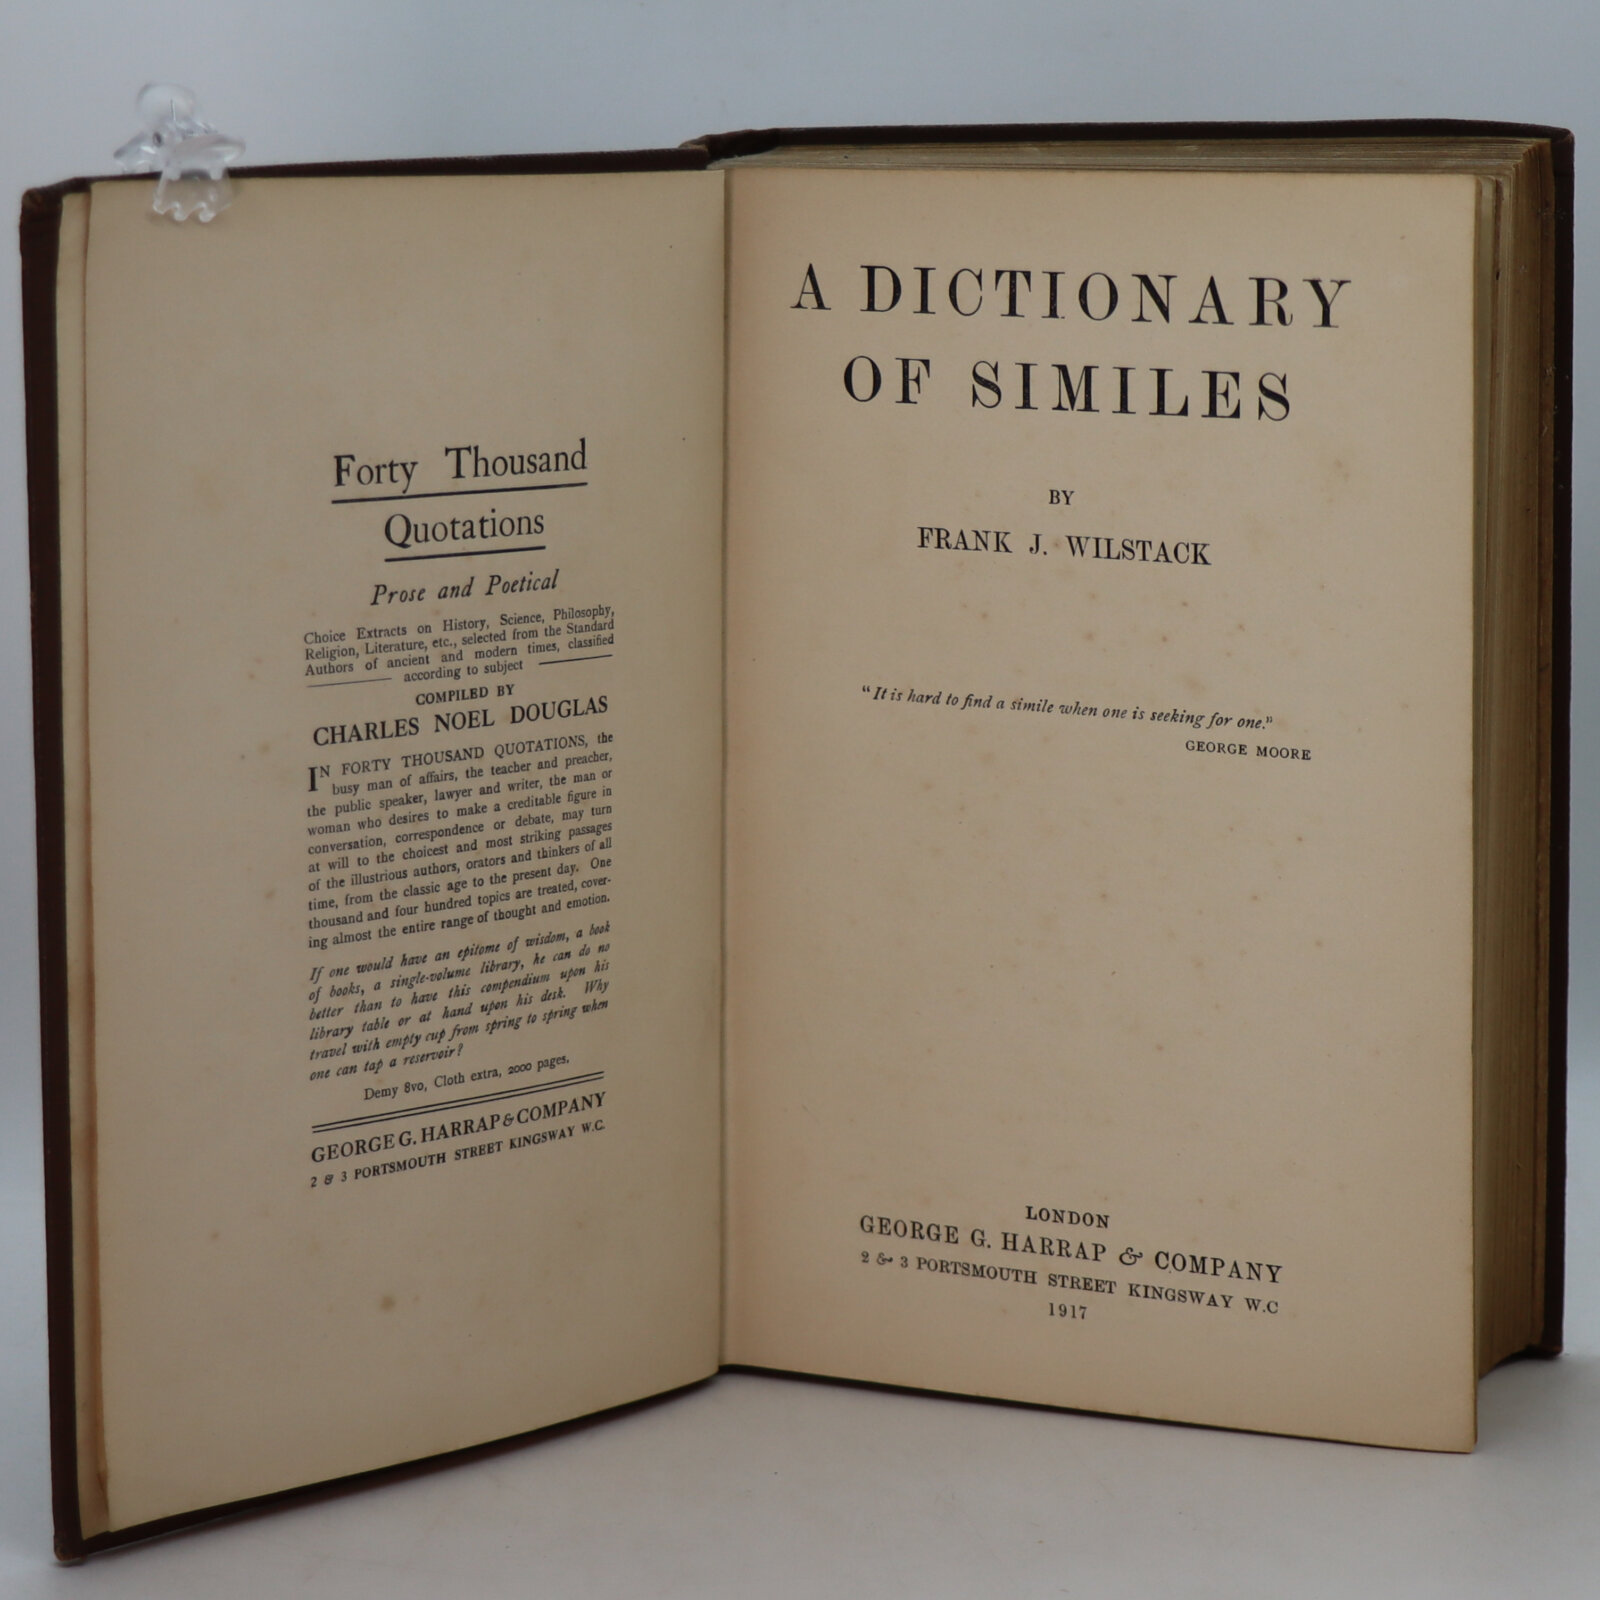 Forty Thousand
Quotations
Prose and Poetical
Choice Extracts on History, Science, Philosophy,
Religion, Literature, etc., selected from the Standard
Authors of ancient and modern times, classified
according to subject
COMPILED BY
CHARLES NOEL DOUGLAS
IN FORTY THOUSAND QUOTATIONS, the
busy man of affairs, the teacher and preacher,
the public speaker, lawyer and writer, the man or
woman who desires to make a creditable figure in
conversation, correspondence or debate, may turn
at will to the choicest and most striking passages
of the illustrious authors, orators and thinkers of all
time, from the classic age to the present day. One
thousand and four hundred topics are treated, cover-
ing almost the entire range of thought and emotion.
If one would have an epitome of wisdom, a book
of books, a single-volume library, he can do no
better than to have this compendium upon his
library table or at hand upon his desk. Why
travel with empty cup from spring to spring when
one can tap a reservoir?
Demy 8vo, Cloth extra, 2000 pages.
GEORGE G. HARRAP & COMPANY
2 & 3 PORTSMOUTH STREET KINGSWAY W.C.
A DICTIONARY
OF SIMILES
BY
FRANK J. WILSTACK
"It is hard to find a simile when one is seeking for one."
GEORGE MOORE
LONDON
GEORGE G. HARRAP & COMPANY
2 & 3 PORTSMOUTH STREET KINGSWAY W.C
1917